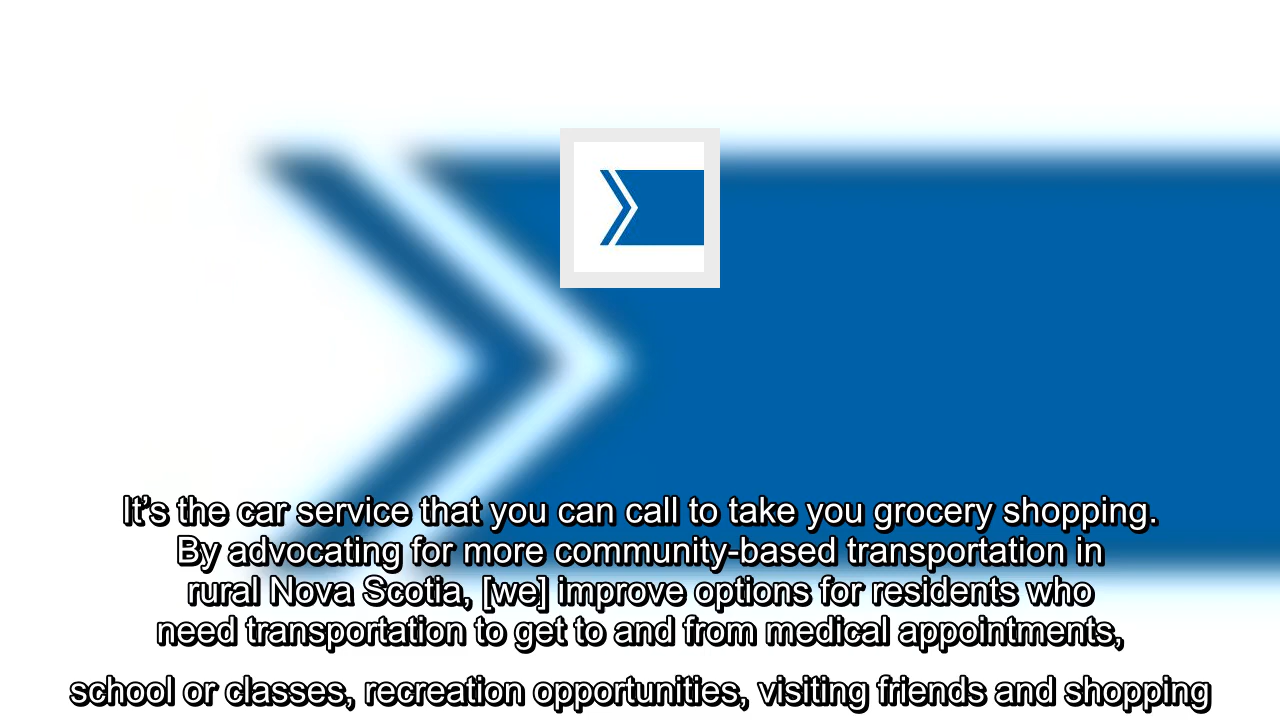 It’s the car service that you can call to take you grocery shopping.
By advocating for more community-based transportation in
rural Nova Scotia, [we] improve options for residents who
need transportation to get to and from medical appointments,
school or classes, recreation opportunities, visiting friends and shopping